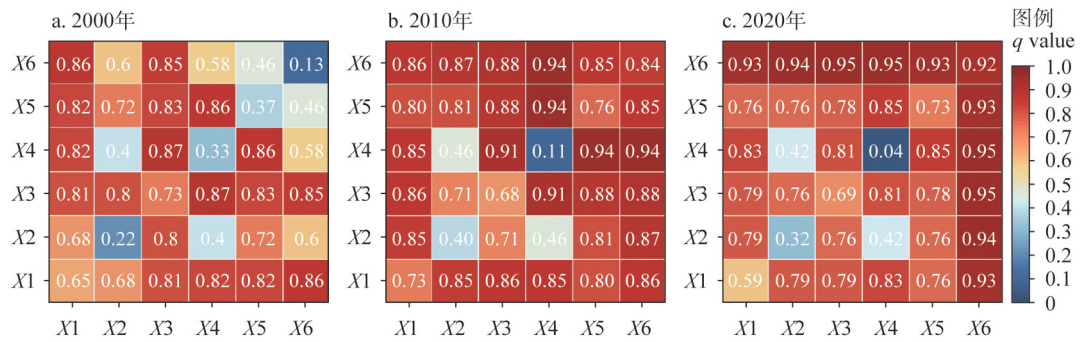 a. 2000年 b. 2010年 c. 2020年 图例
q value
X6 0.86 0.6 0.85 0.58 0.46 0.13 0.86 0.87 0.88 0.94 0.85 0.84 0.93 0.94 0.95 0.95 0.93 0.92 1.0
0.9
X5 0.82 0.72 0.83 0.86 0.37 0.46 0.80 0.81 0.88 0.94 0.76 0.85 0.76 0.76 0.78 0.85 0.73 0.93 0.8
0.7
X4 0.82 0.4 0.87 0.33 0.86 0.58 0.85 0.46 0.91 0.11 0.94 0.94 0.83 0.42 0.81 0.04 0.85 0.95 0.6
0.5
X3 0.81 0.8 0.73 0.87 0.83 0.85 0.86 0.71 0.68 0.91 0.88 0.88 0.79 0.76 0.69 0.81 0.78 0.95 0.4
0.3
X2 0.68 0.22 0.8 0.4 0.72 0.6 0.85 0.40 0.71 0.46 0.81 0.87 0.79 0.32 0.76 0.42 0.76 0.94 0.2
0.1
X1 0.65 0.68 0.81 0.82 0.82 0.86 0.73 0.85 0.86 0.85 0.80 0.86 0.59 0.79 0.79 0.83 0.76 0.93 0
X1 X2 X3 X4 X5 X6 X1 X2 X3 X4 X5 X6 X1 X2 X3 X4 X5 X6